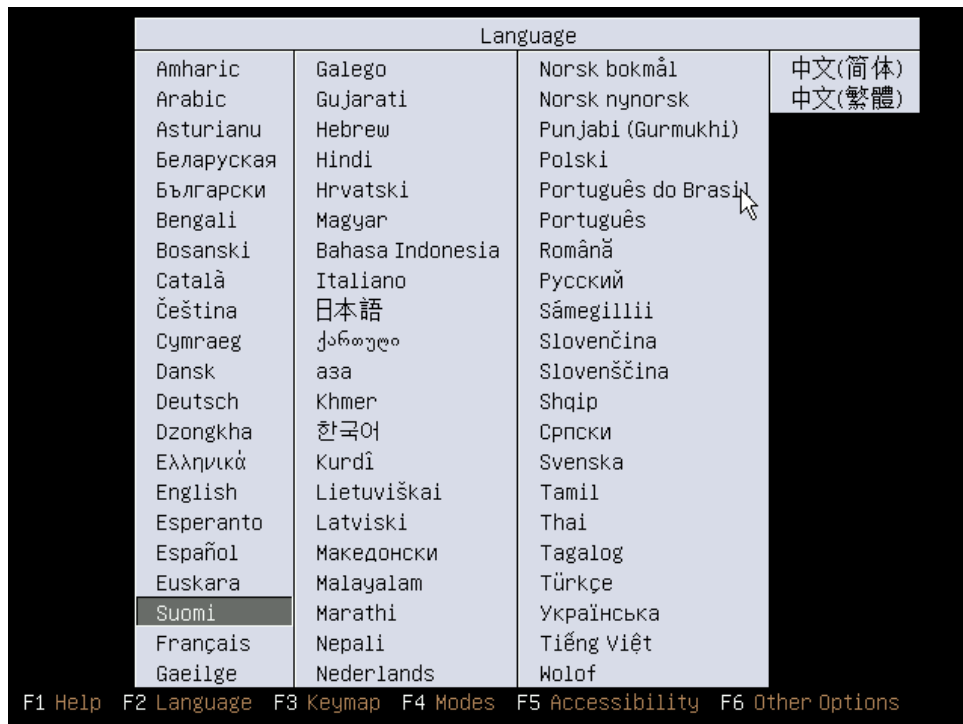 Language
Amharic
Arabic
Asturianu
Беларуская
Български
Bengali
Bosanski
Català
Čeština
Cymraeg
Dansk
Deutsch
Dzongkha
Ελληνικά
English
Esperanto
Español
Euskara
Suomi
Français
Gaeilge
Galego
Gujarati
Hebrew
Hindi
Hrvatski
Magyar
Bahasa Indonesia
Italiano
日本語
ქართული
аза
Khmer
한국어
Kurdî
Lietuviškai
Latviski
Македонски
Malayalam
Marathi
Nepali
Nederlands
Norsk bokmål
Norsk nynorsk
Punjabi (Gurmukhi)
Polski
Português do Brasil
Português
Română
Русский
Sámegillii
Slovenčina
Slovenščina
Shqip
Српски
Svenska
Tamil
Thai
Tagalog
Türkçe
Українська
Tiếng Việt
Wolof
中文(简体)
中文(繁體)
F1 Help F2 Language F3 Keymap F4 Modes F5 Accessibility F6 Other Options